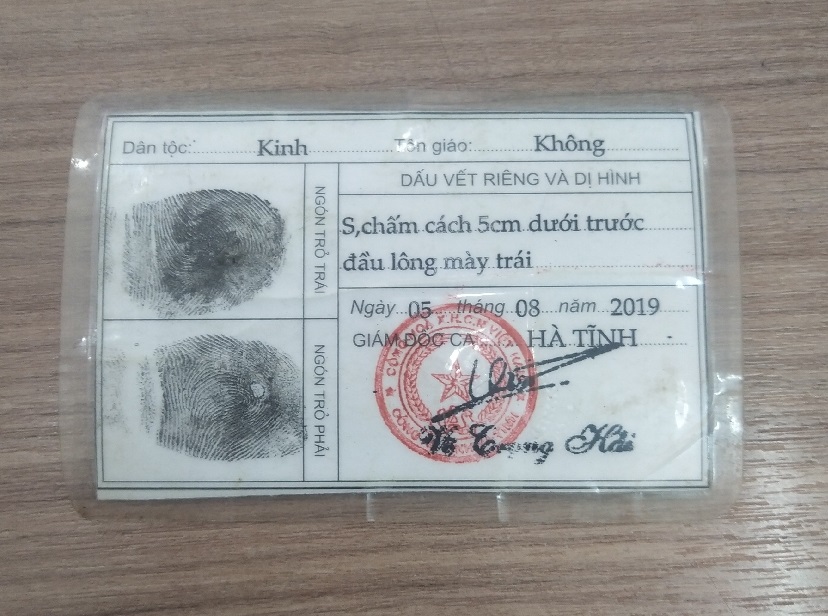 Dân tộc: Kinh Tôn giáo: Không
NGÓN TRỎ TRÁI
DẤU VẾT RIÊNG VÀ DỊ HÌNH
S,chấm cách 5cm dưới trước
đầu lông mày trái
NGÓN TRỎ PHẢI
Ngày 05 tháng 08 năm 2019
GIÁM ĐỐC CA HÀ TĨNH